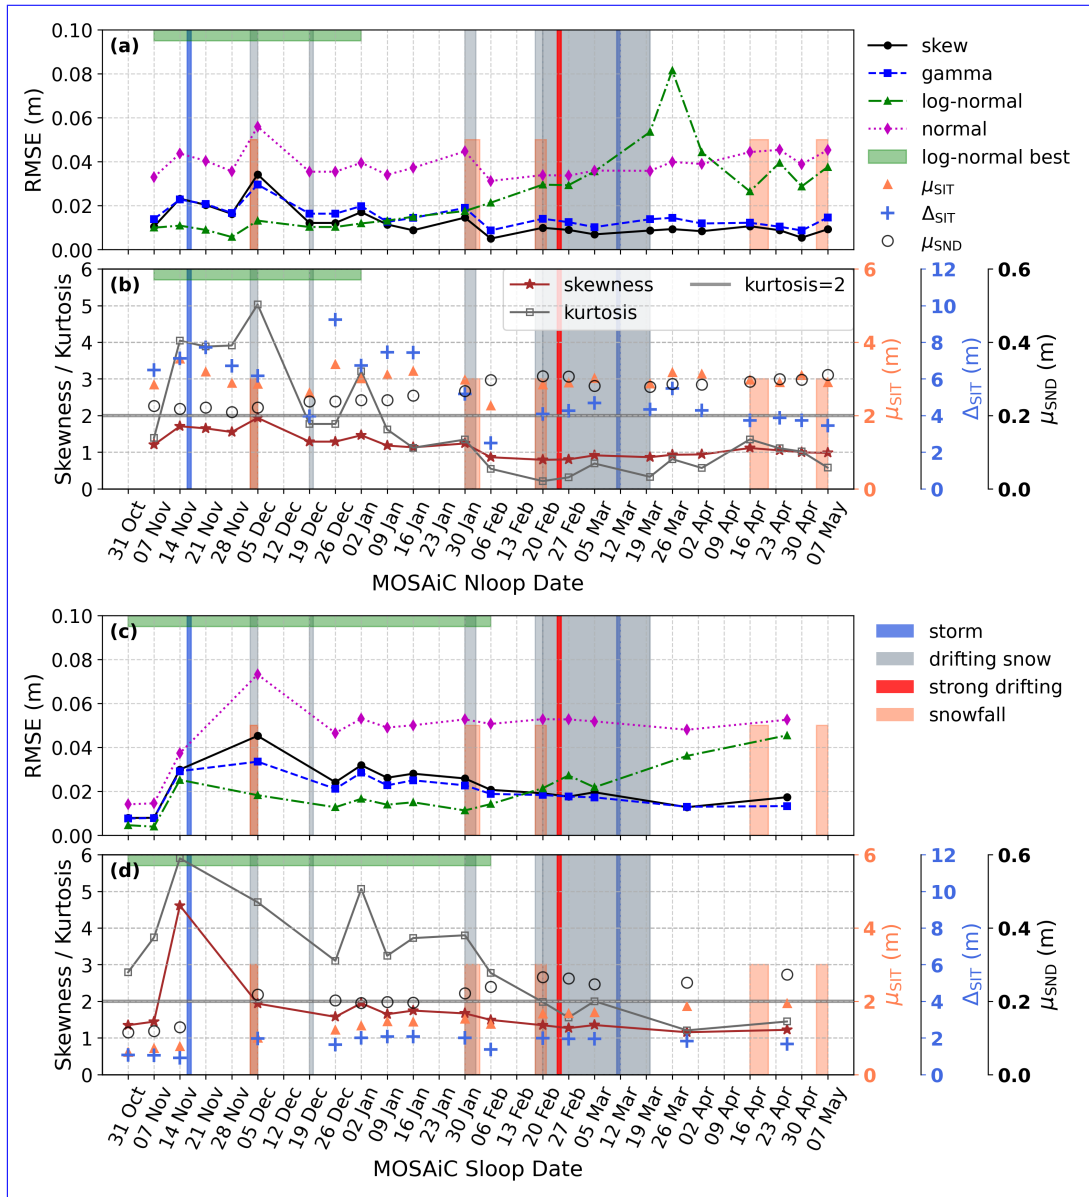 (a)
RMSE (m)
0.10
0.08
0.06
0.04
0.02
0.00
skew
gamma
log-normal
normal
log-normal best
μSIT
ΔSIT
μSND
(b)
Skewness / Kurtosis
6
5
4
3
2
1
0
skewness
kurtosis
kurtosis=2
6
4
2
0
μSIT (m)
12
10
8
6
4
2
0
ΔSIT (m)
0.6
0.4
0.2
0.0
μSND (m)
31 Oct
07 Nov
14 Nov
21 Nov
28 Nov
05 Dec
12 Dec
19 Dec
26 Dec
02 Jan
09 Jan
16 Jan
23 Jan
30 Jan
06 Feb
13 Feb
20 Feb
27 Feb
05 Mar
12 Mar
19 Mar
26 Mar
02 Apr
09 Apr
16 Apr
23 Apr
30 Apr
07 May
MOSAiC Nloop Date
(c)
RMSE (m)
0.10
0.08
0.06
0.04
0.02
0.00
storm
drifting snow
strong drifting
snowfall
(d)
Skewness / Kurtosis
6
5
4
3
2
1
0
6
4
2
0
μSIT (m)
12
10
8
6
4
2
0
ΔSIT (m)
0.6
0.4
0.2
0.0
μSND (m)
31 Oct
07 Nov
14 Nov
21 Nov
28 Nov
05 Dec
12 Dec
19 Dec
26 Dec
02 Jan
09 Jan
16 Jan
23 Jan
30 Jan
06 Feb
13 Feb
20 Feb
27 Feb
05 Mar
12 Mar
19 Mar
26 Mar
02 Apr
09 Apr
16 Apr
23 Apr
30 Apr
07 May
MOSAiC Sloop Date